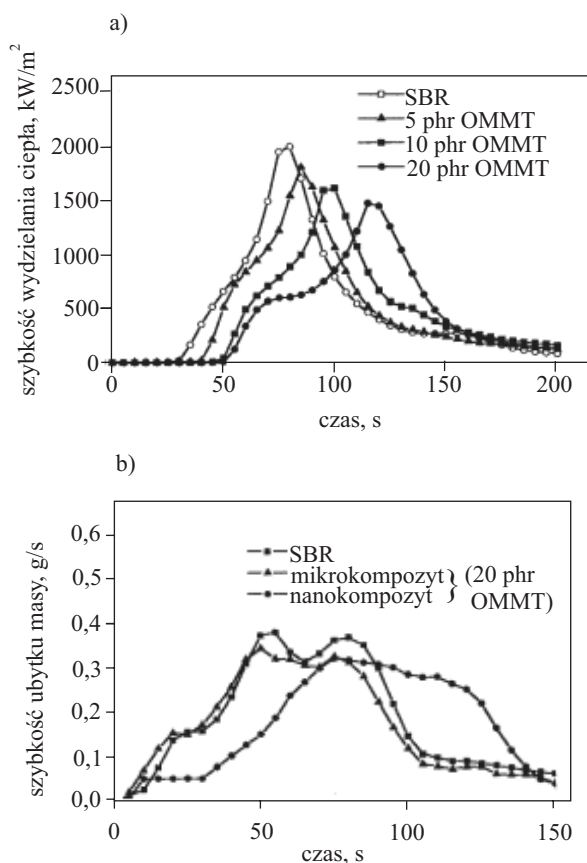 a)
szybkość wydzielania ciepła, kW/m²
2500
2000
1500
1000
500
0
SBR
5 phr OMMT
10 phr OMMT
20 phr OMMT
0
50
100
150
200
czas, s
b)
szybkość ubytku masy, g/s
0,6
0,5
0,4
0,3
0,2
0,1
0,0
SBR
mikrokompozyt } (20 phr
nanokompozyt OMMT)
0
50
100
150
czas, s